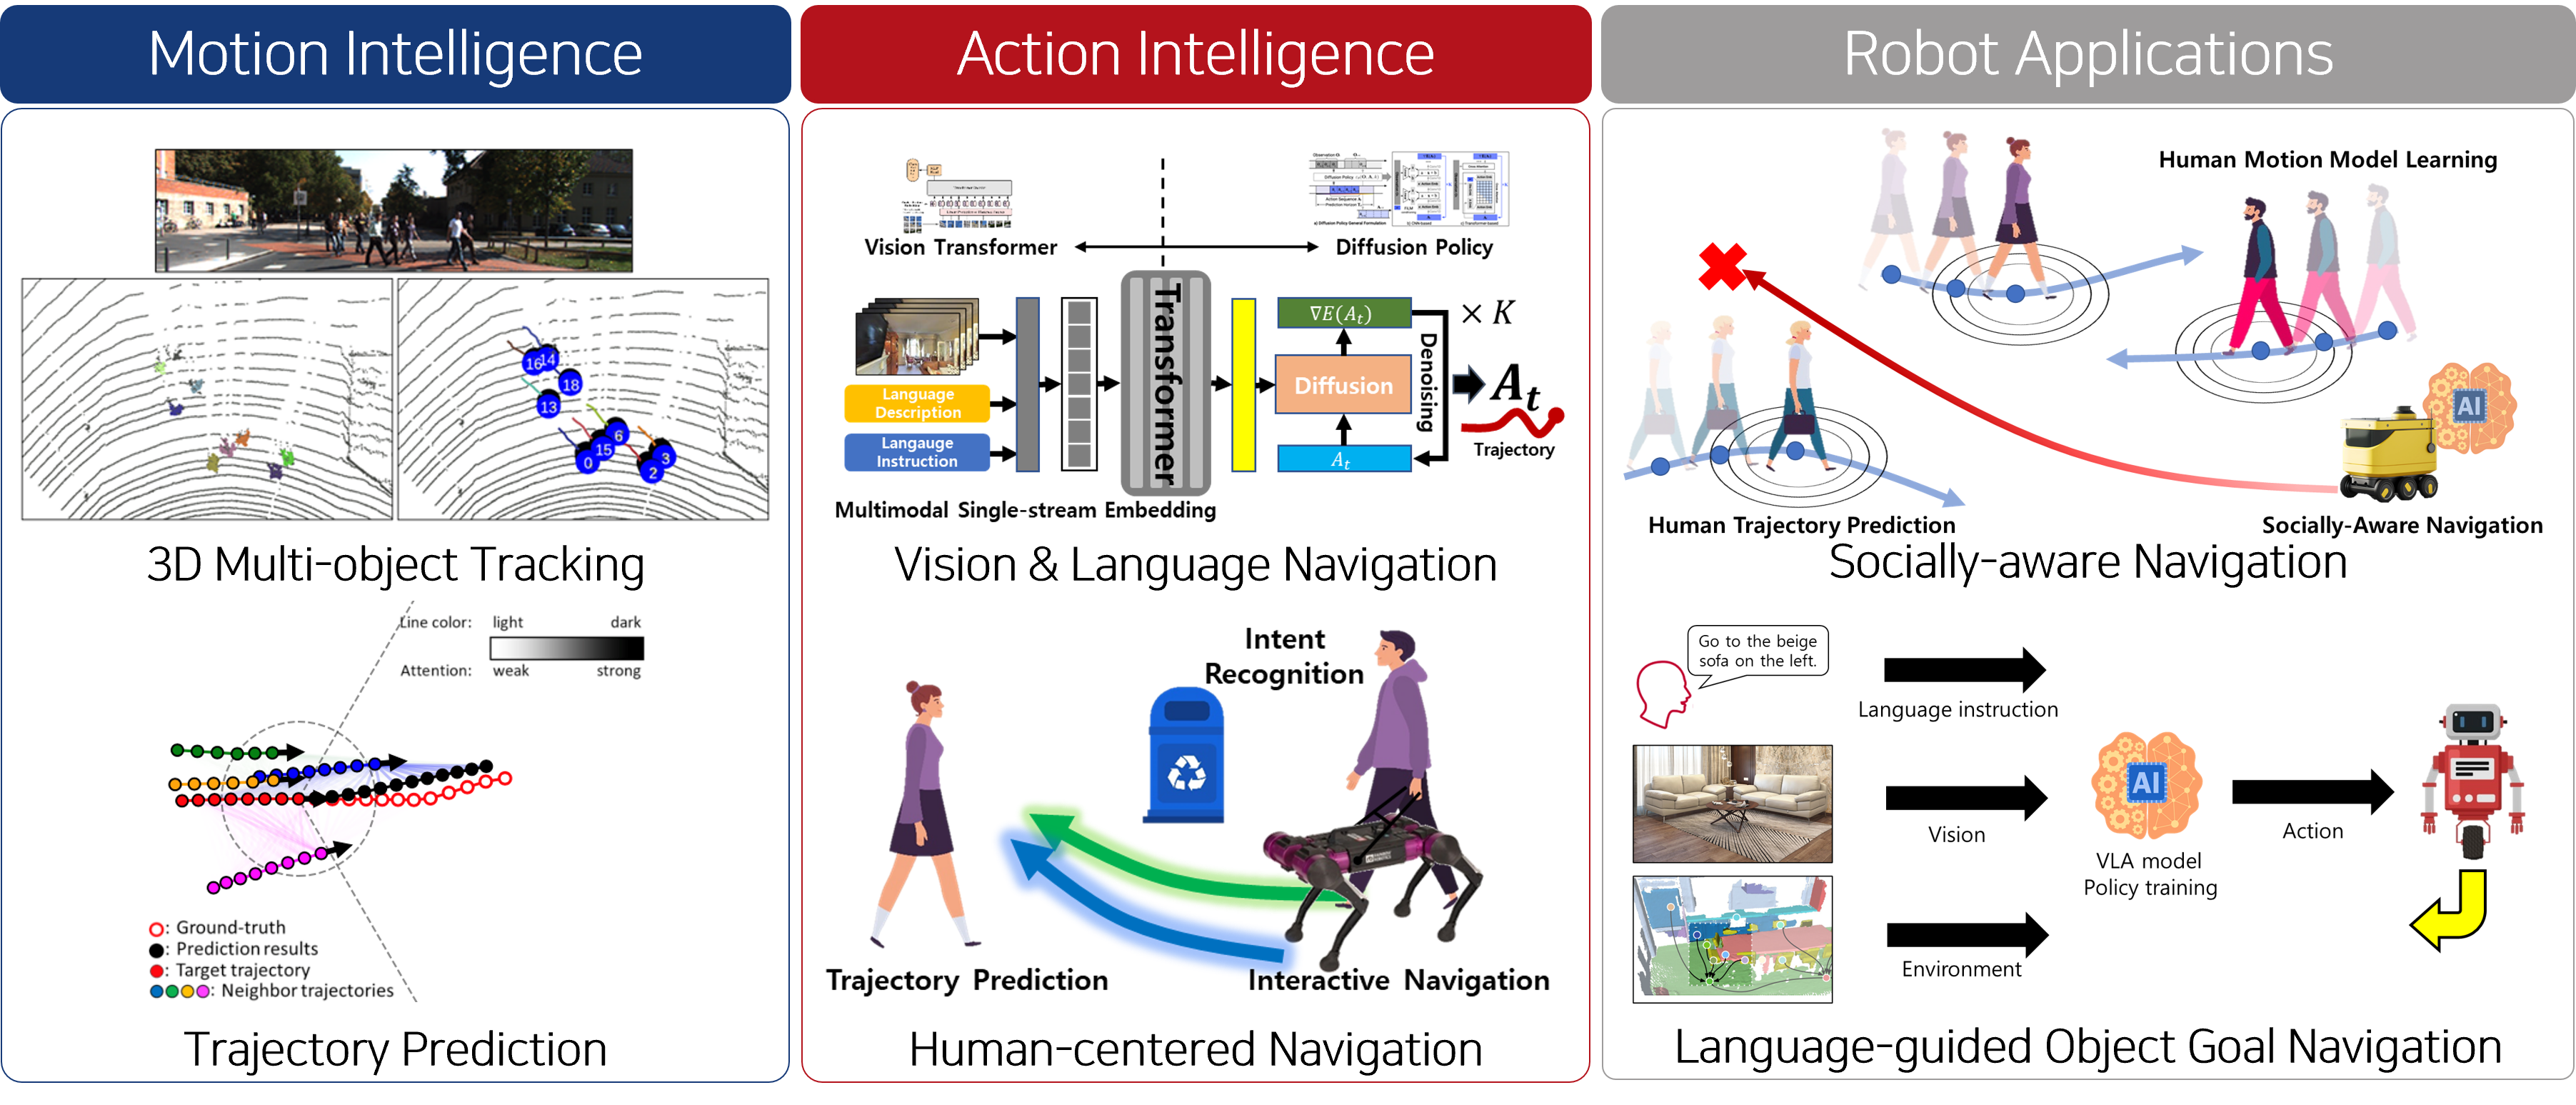 Motion Intelligence
16 14
18
13
6
15
0
3
2
3D Multi-object Tracking
Line color: light dark
Attention: weak strong
: Ground-truth
: Prediction results
: Target trajectory
: Neighbor trajectories
Trajectory Prediction
Action Intelligence
Vision Transformer
Diffusion Policy
Language
Description
Langauge
Instruction
Transformer
∇E(A_t)
Diffusion
A_t
Denoising
× K
A_t
Trajectory
Multimodal Single-stream Embedding
Vision & Language Navigation
Intent
Recognition
Trajectory Prediction
Interactive Navigation
Human-centered Navigation
Robot Applications
Human Motion Model Learning
AI
Human Trajectory Prediction
Socially-Aware Navigation
Socially-aware Navigation
Go to the beige
sofa on the left.
Language instruction
Vision
Environment
AI
VLA model
Policy training
Action
Language-guided Object Goal Navigation